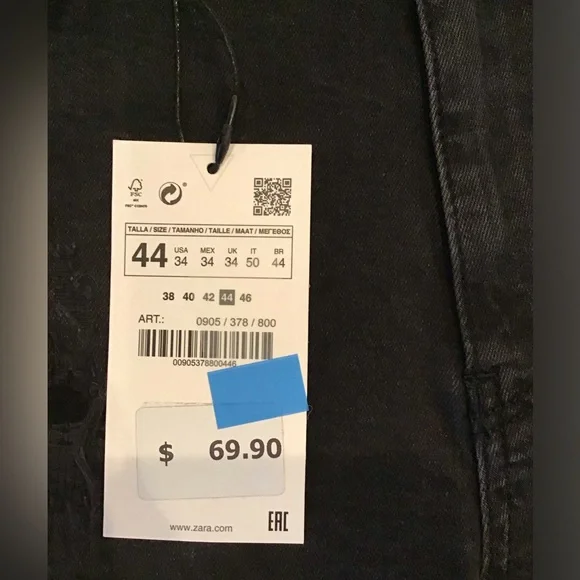 FSC
TALLA / SIZE / TAMANHO / TAILLE / MAAT / ΜΕΓΕΘΟΣ
44 USA 34 MEX 34 UK 34 IT 50 BR 44
38 40 42 44 46
ART.: 0905 / 378 / 800
00905378800446
$ 69.90
www.zara.com
EAC